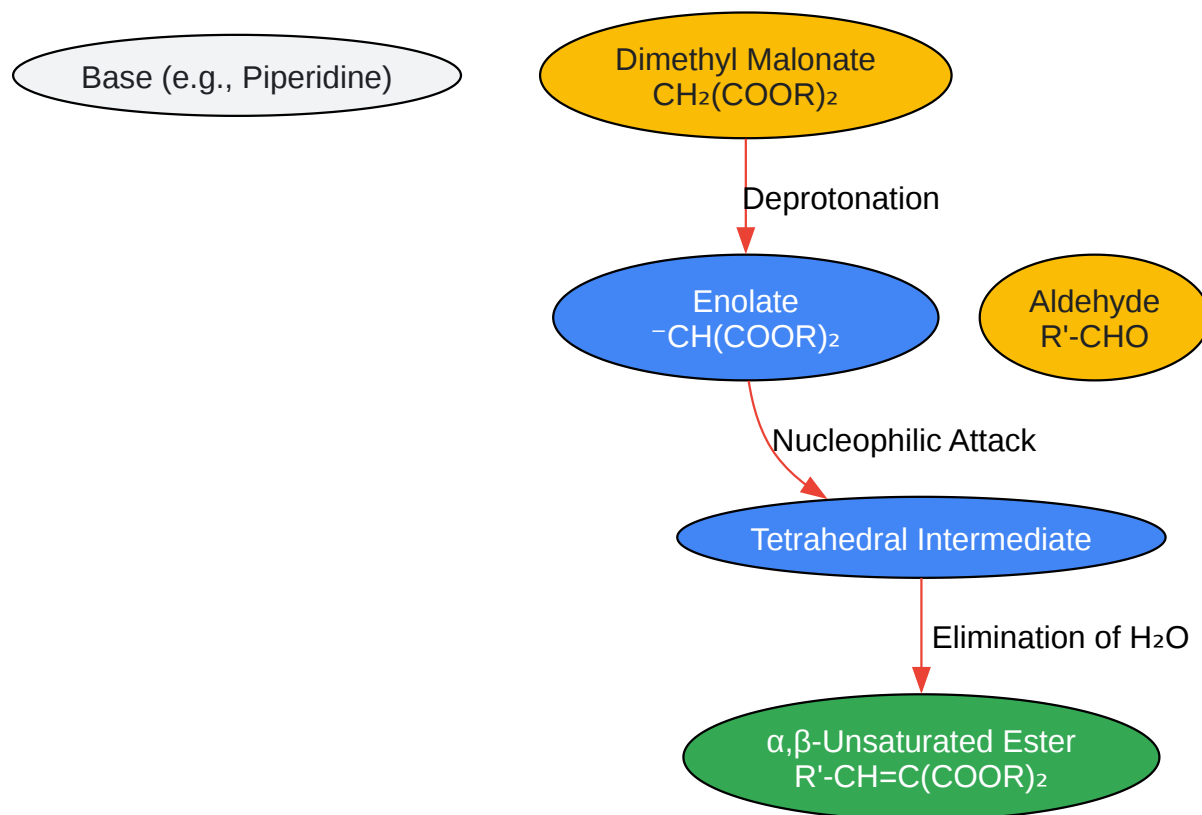 Base (e.g., Piperidine)
Dimethyl Malonate
CH₂(COOR)₂
Deprotonation
Enolate
⁻CH(COOR)₂
Aldehyde
R'-CHO
Nucleophilic Attack
Tetrahedral Intermediate
Elimination of H₂O
α,β-Unsaturated Ester
R'-CH=C(COOR)₂